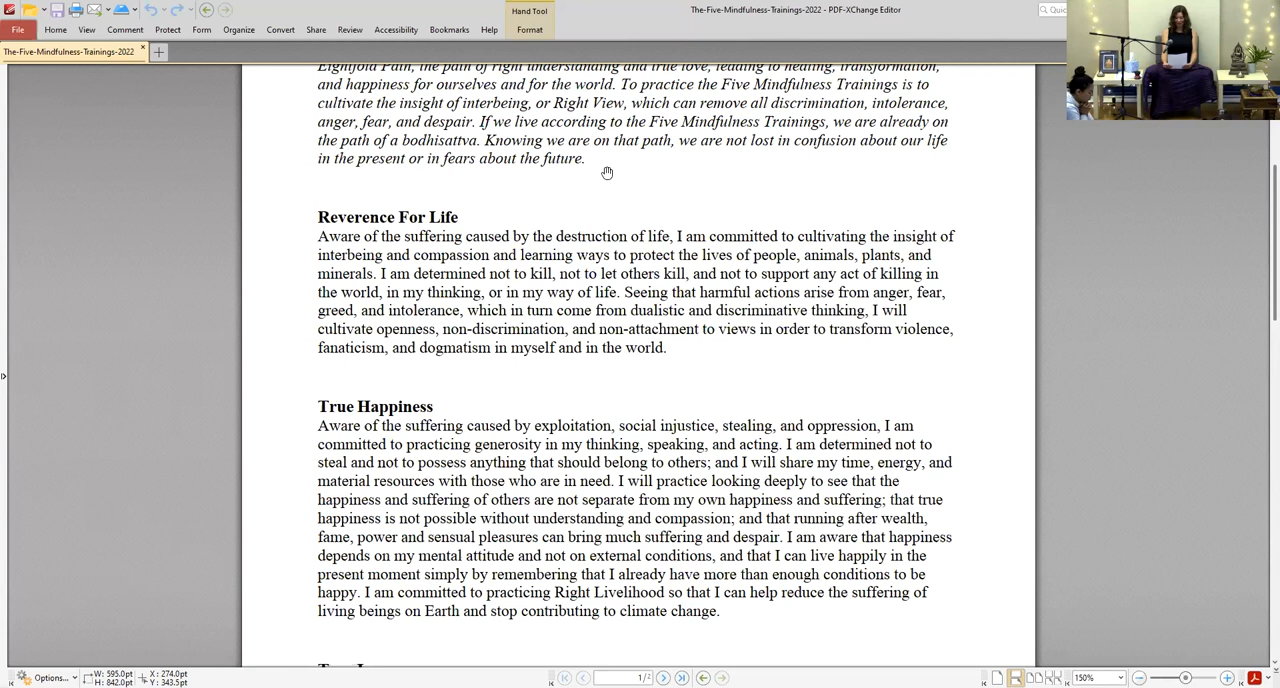 Hand Tool
The-Five-Mindfulness-Trainings-2022 - PDF-XChange Editor
File Home View Comment Protect Form Organize Convert Share Review Accessibility Bookmarks Help Format
The-Five-Mindfulness-Trainings-2022
Eightfold Path, the path of right understanding and true love, leading to healing, transformation,
and happiness for ourselves and for the world. To practice the Five Mindfulness Trainings is to
cultivate the insight of interbeing, or Right View, which can remove all discrimination, intolerance,
anger, fear, and despair. If we live according to the Five Mindfulness Trainings, we are already on
the path of a bodhisattva. Knowing we are on that path, we are not lost in confusion about our life
in the present or in fears about the future.
Reverence For Life
Aware of the suffering caused by the destruction of life, I am committed to cultivating the insight of
interbeing and compassion and learning ways to protect the lives of people, animals, plants, and
minerals. I am determined not to kill, not to let others kill, and not to support any act of killing in
the world, in my thinking, or in my way of life. Seeing that harmful actions arise from anger, fear,
greed, and intolerance, which in turn come from dualistic and discriminative thinking, I will
cultivate openness, non-discrimination, and non-attachment to views in order to transform violence,
fanaticism, and dogmatism in myself and in the world.
True Happiness
Aware of the suffering caused by exploitation, social injustice, stealing, and oppression, I am
committed to practicing generosity in my thinking, speaking, and acting. I am determined not to
steal and not to possess anything that should belong to others; and I will share my time, energy, and
material resources with those who are in need. I will practice looking deeply to see that the
happiness and suffering of others are not separate from my own happiness and suffering; that true
happiness is not possible without understanding and compassion; and that running after wealth,
fame, power and sensual pleasures can bring much suffering and despair. I am aware that happiness
depends on my mental attitude and not on external conditions, and that I can live happily in the
present moment simply by remembering that I already have more than enough conditions to be
happy. I am committed to practicing Right Livelihood so that I can help reduce the suffering of
living beings on Earth and stop contributing to climate change.
Options...
W: 595.0pt X: 274.0pt
H: 842.0pt Y: 343.5pt
1 / 2
150%